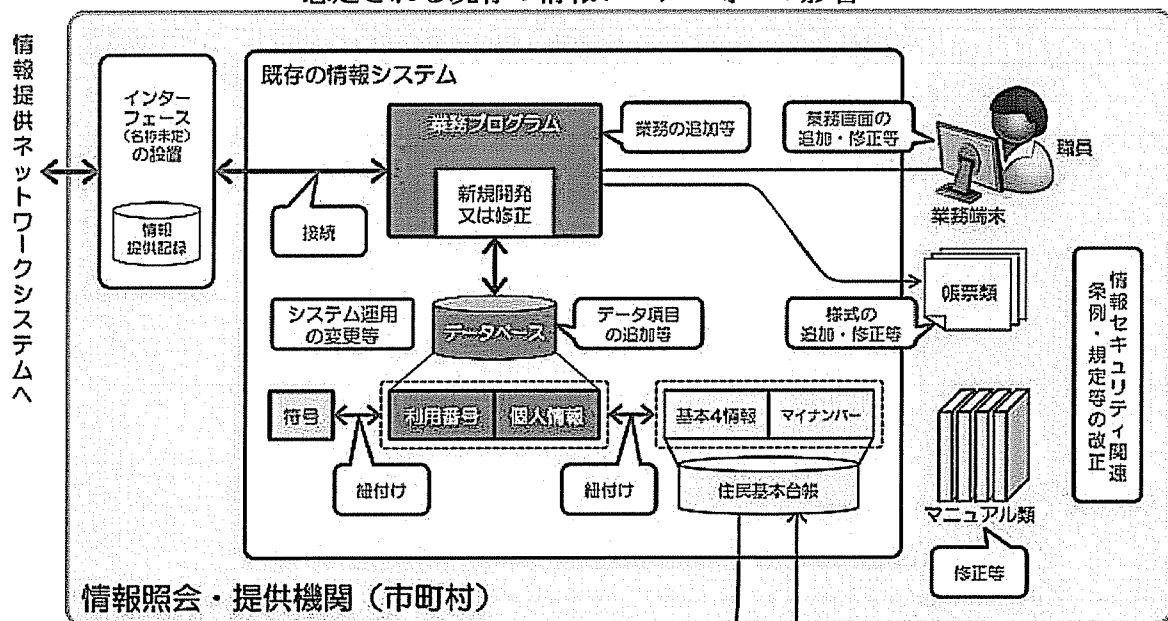 情報提供ネットワークシステムへ
インター
フェース
(名称未定)
の設置
情報
提供記録
既存の情報システム
業務プログラム
新規開発
又は修正
業務の追加等
業務画面の
追加・修正等
職員
業務端末
接続
帳票類
様式の
追加・修正等
システム運用
の変更等
データベース
データ項目
の追加等
符号
利用番号
個人情報
基本4情報
マイナンバー
紐付け
紐付け
住民基本台帳
マニュアル類
修正等
情報セキュリティ関連
条例・規定等の改正
情報照会・提供機関（市町村）